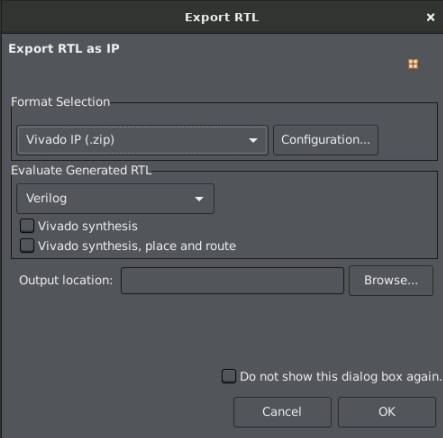 Export RTL
Export RTL as IP
Format Selection
Vivado IP (.zip)
Configuration...
Evaluate Generated RTL
Verilog
Vivado synthesis
Vivado synthesis, place and route
Output location:
Browse...
Do not show this dialog box again.
Cancel
OK